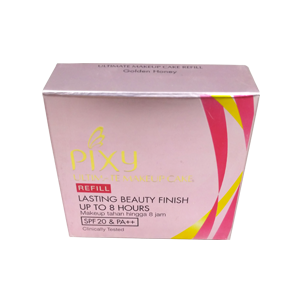 ULTIMATE MAKEUP CAKE REFILL
Golden Honey
PIXY
REFILL
LASTING BEAUTY FINISH
UP TO 8 HOURS
Makeup tahan hingga 8 jam
SPF 20 & PA++
Clinically Tested